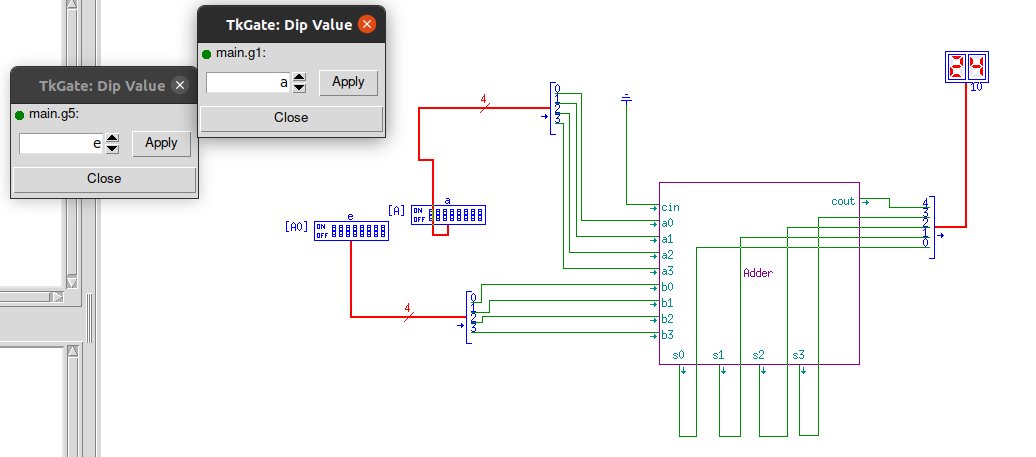 TkGate: Dip Value
main.g1:
a
Apply
Close
TkGate: Dip Value
main.g5:
e
Apply
Close
24
10
4
0
1
2
3
[A]
a
ON
OFF
[A0]
e
ON
OFF
4
0
1
2
3
cin
a0
a1
a2
a3
b0
b1
b2
b3
cout
Adder
s0 s1 s2 s3
4
3
2
1
0